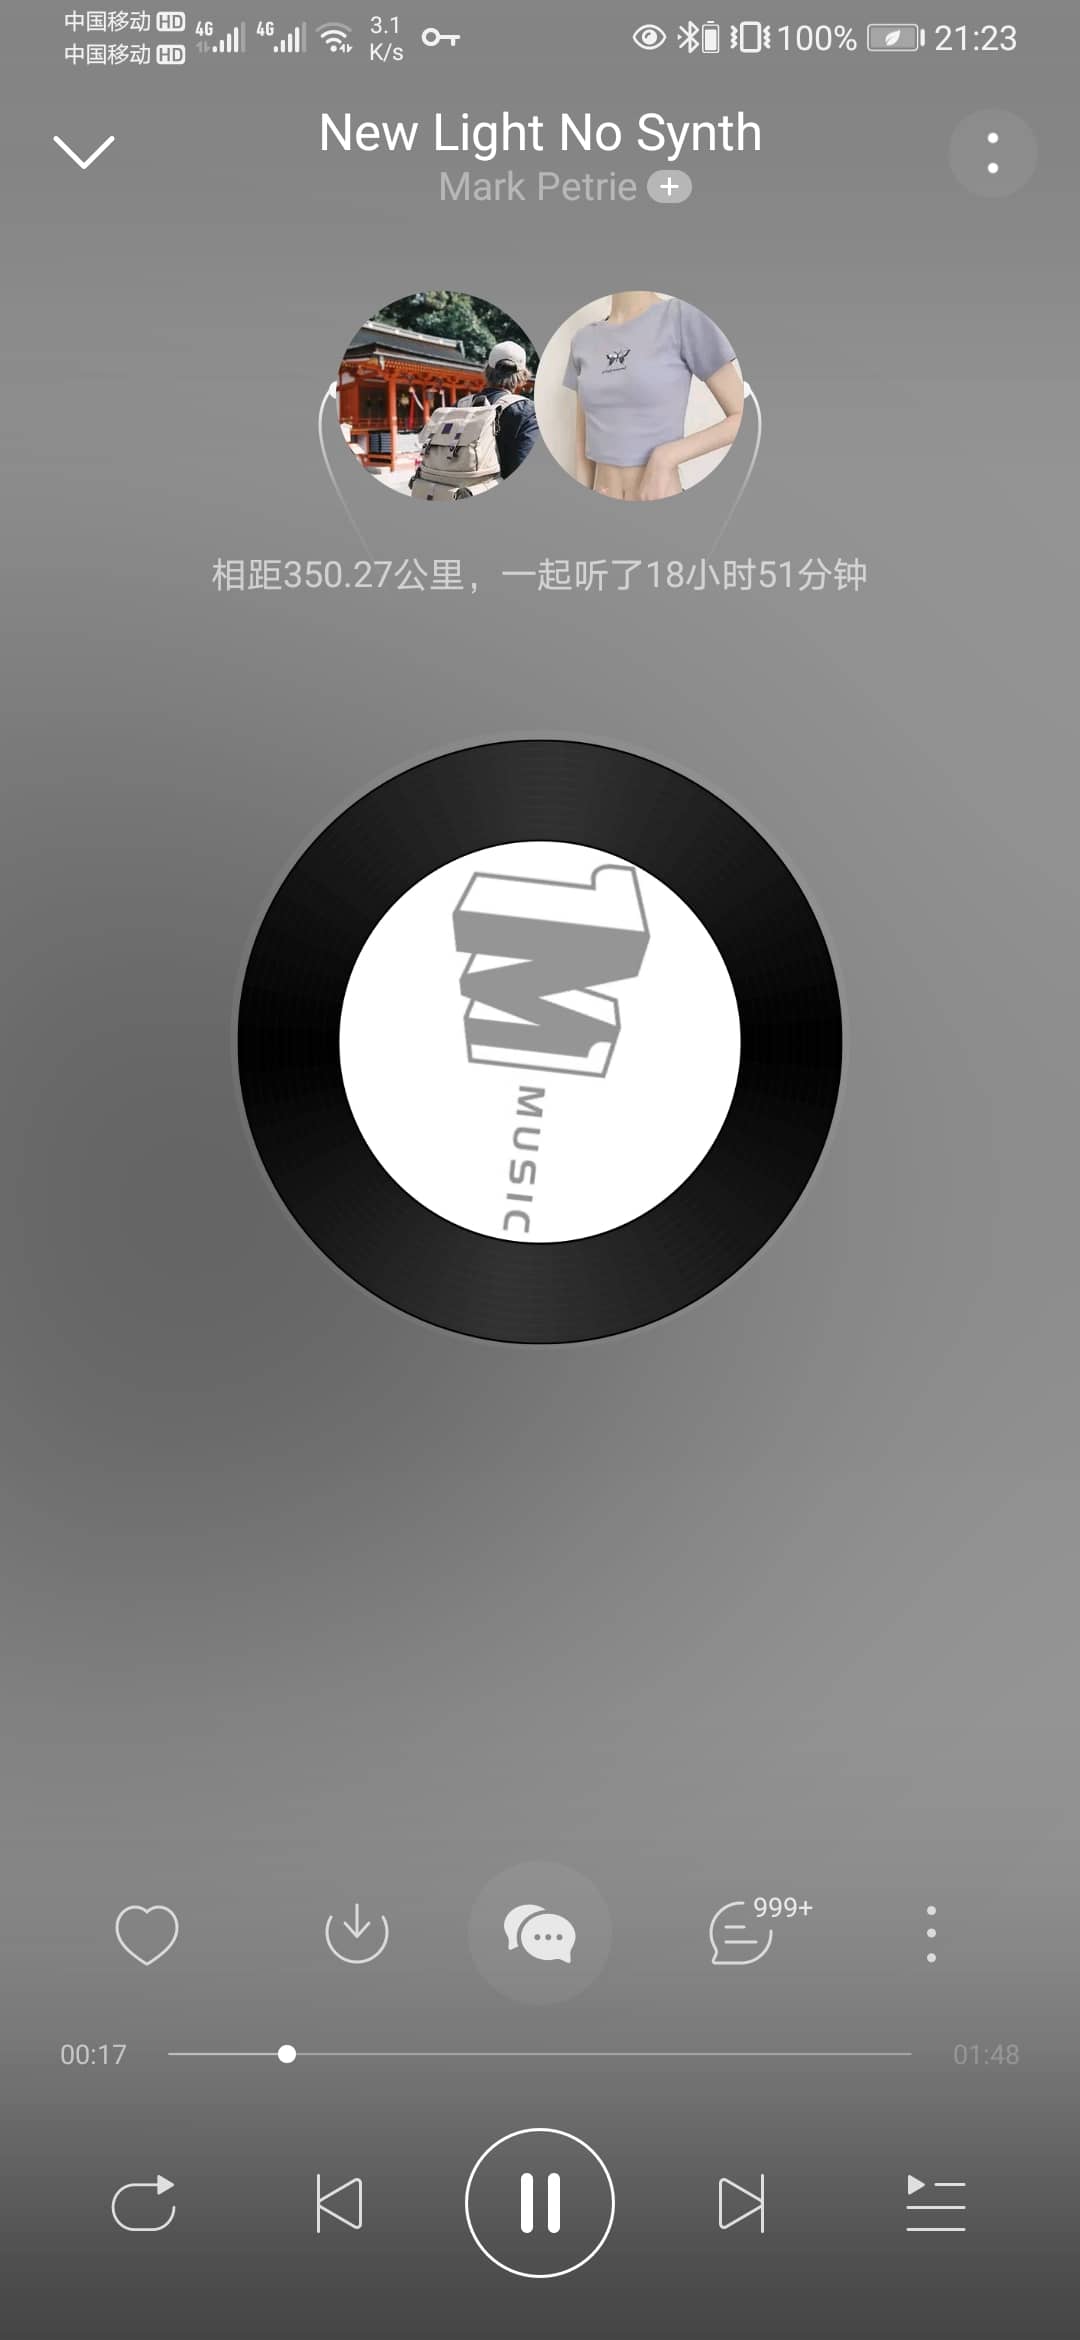 中国移动 HD 4G 4G 3.1 100% 21:23
中国移动 HD K/s
New Light No Synth
Mark Petrie
相距350.27公里，一起听了18小时51分钟
1M
MUSIC
999+
00:17 01:48